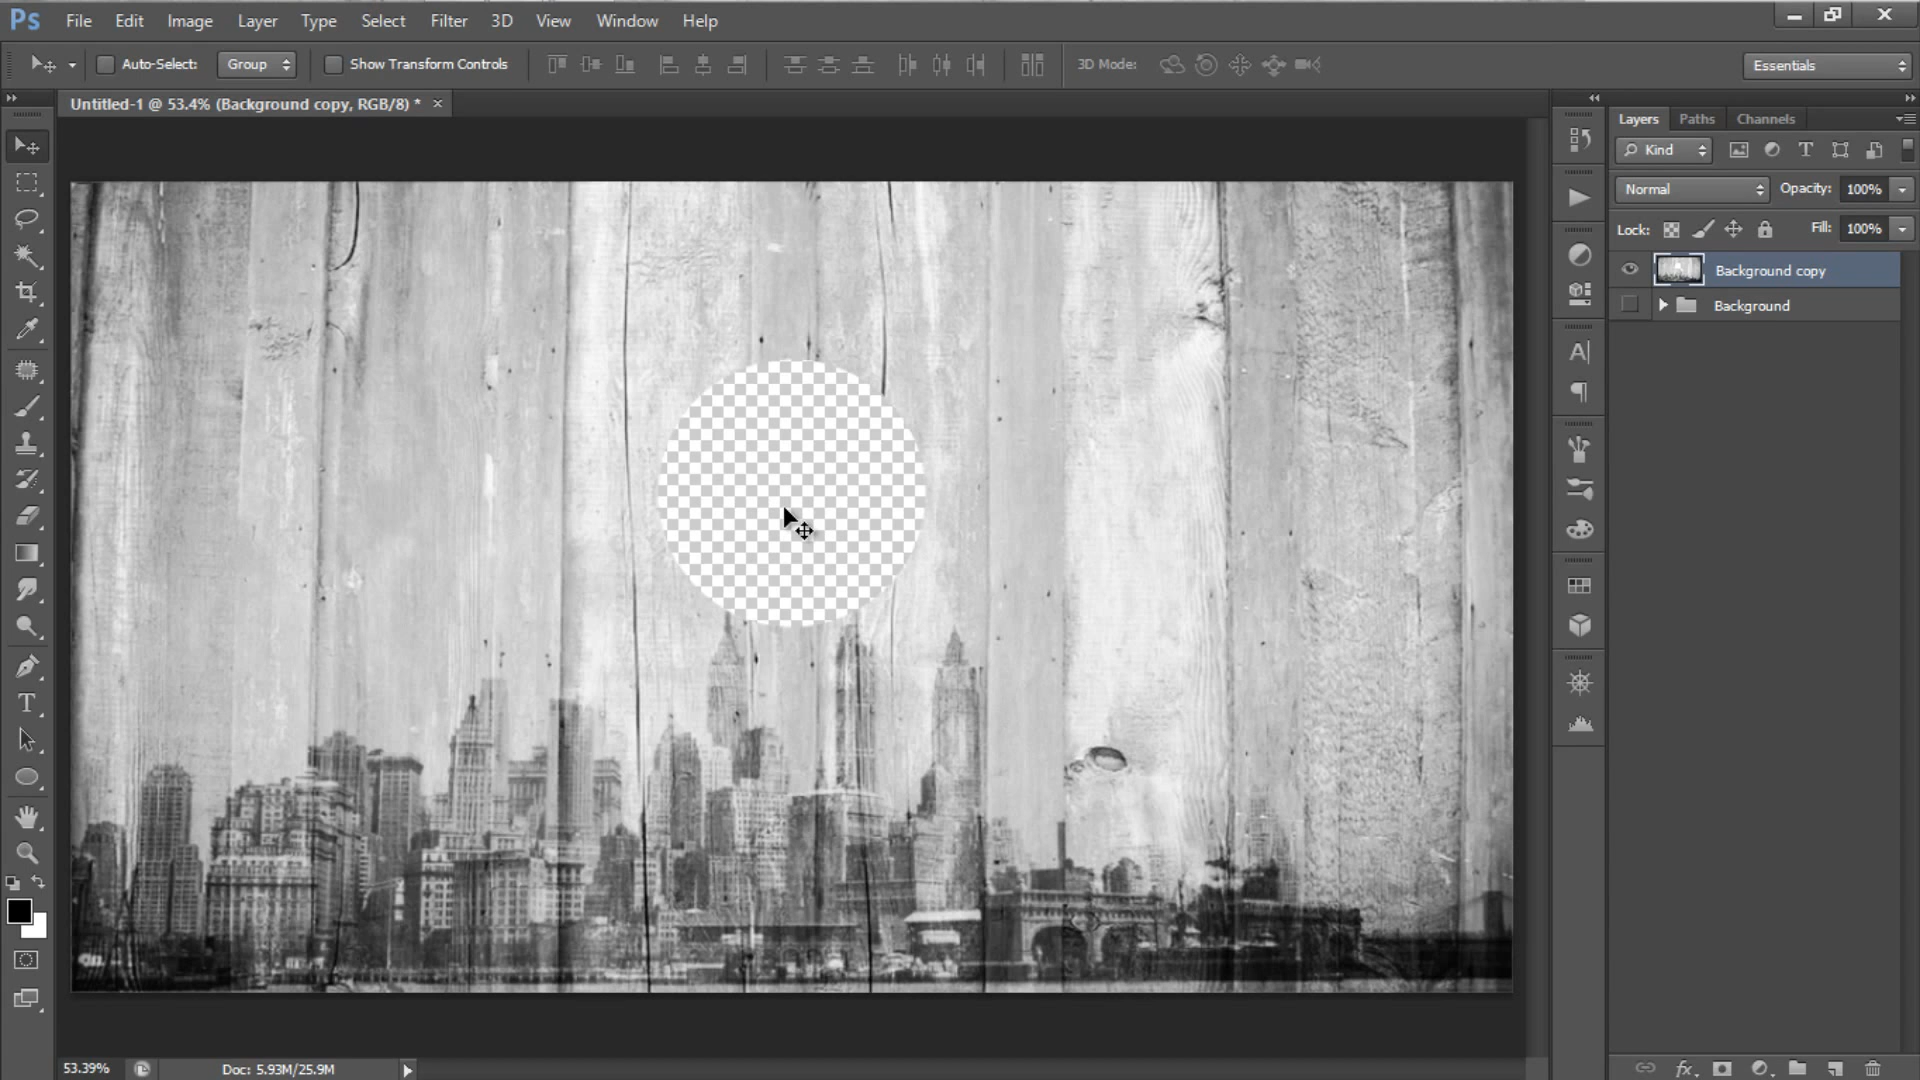 Ps File Edit Image Layer Type Select Filter 3D View Window Help
Auto-Select: Group Show Transform Controls 3D Mode: Essentials
Untitled-1 @ 53.4% (Background copy, RGB/8) * ×
Layers Paths Channels
Kind
Normal Opacity: 100%
Lock: Fill: 100%
Background copy
Background
53.39% Doc: 5.93M/25.9M